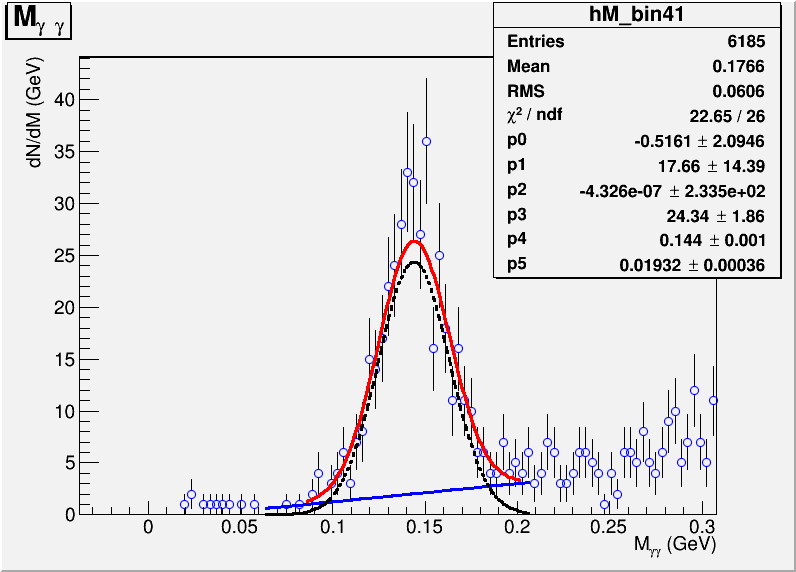 M γ γ
hM_bin41
Entries 6185
Mean 0.1766
RMS 0.0606
χ² / ndf 22.65 / 26
p0 -0.5161 ± 2.0946
p1 17.66 ± 14.39
p2 -4.326e-07 ± 2.335e+02
p3 24.34 ± 1.86
p4 0.144 ± 0.001
p5 0.01932 ± 0.00036
dN/dM (GeV)
40
35
30
25
20
15
10
5
0
0 0.05 0.1 0.15 0.2 0.25 0.3
Mγγ (GeV)